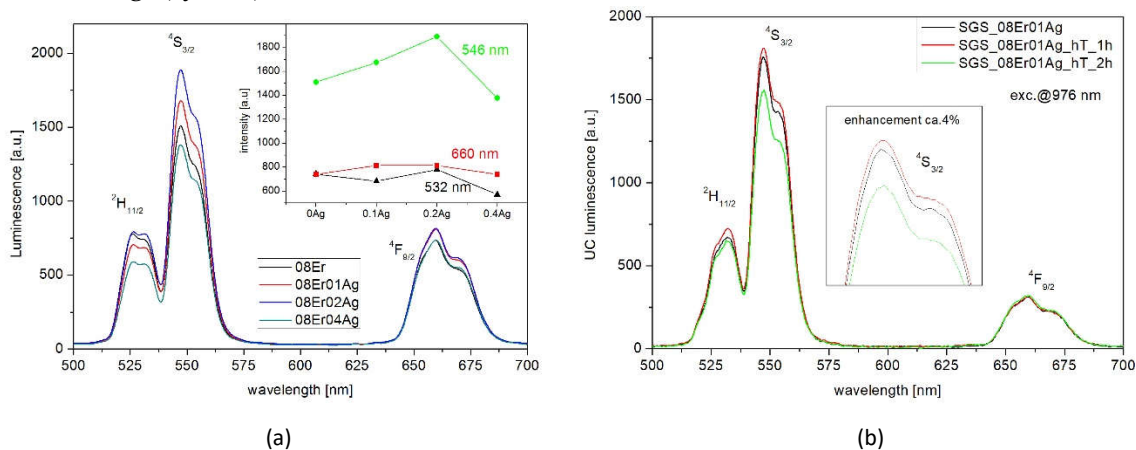 (a)
2000
1500
1000
500
0
Luminescence [a.u.]
500 525 550 575 600 625 650 675 700
wavelength [nm]
2H11/2
4S3/2
4F9/2
08Er
08Er01Ag
08Er02Ag
08Er04Ag
1800
1600
1400
1200
1000
800
600
intensity [a.u]
546 nm
660 nm
532 nm
0Ag 0.1Ag 0.2Ag 0.4Ag
2000
1500
1000
500
0
UC luminescence [a.u.]
4S3/2
SGS_08Er01Ag
SGS_08Er01Ag_hT_1h
SGS_08Er01Ag_hT_2h
exc.@976 nm
enhancement ca.4%
4S3/2
2H11/2
4F9/2
500 525 550 575 600 625 650 675 700
wavelength [nm]
(b)